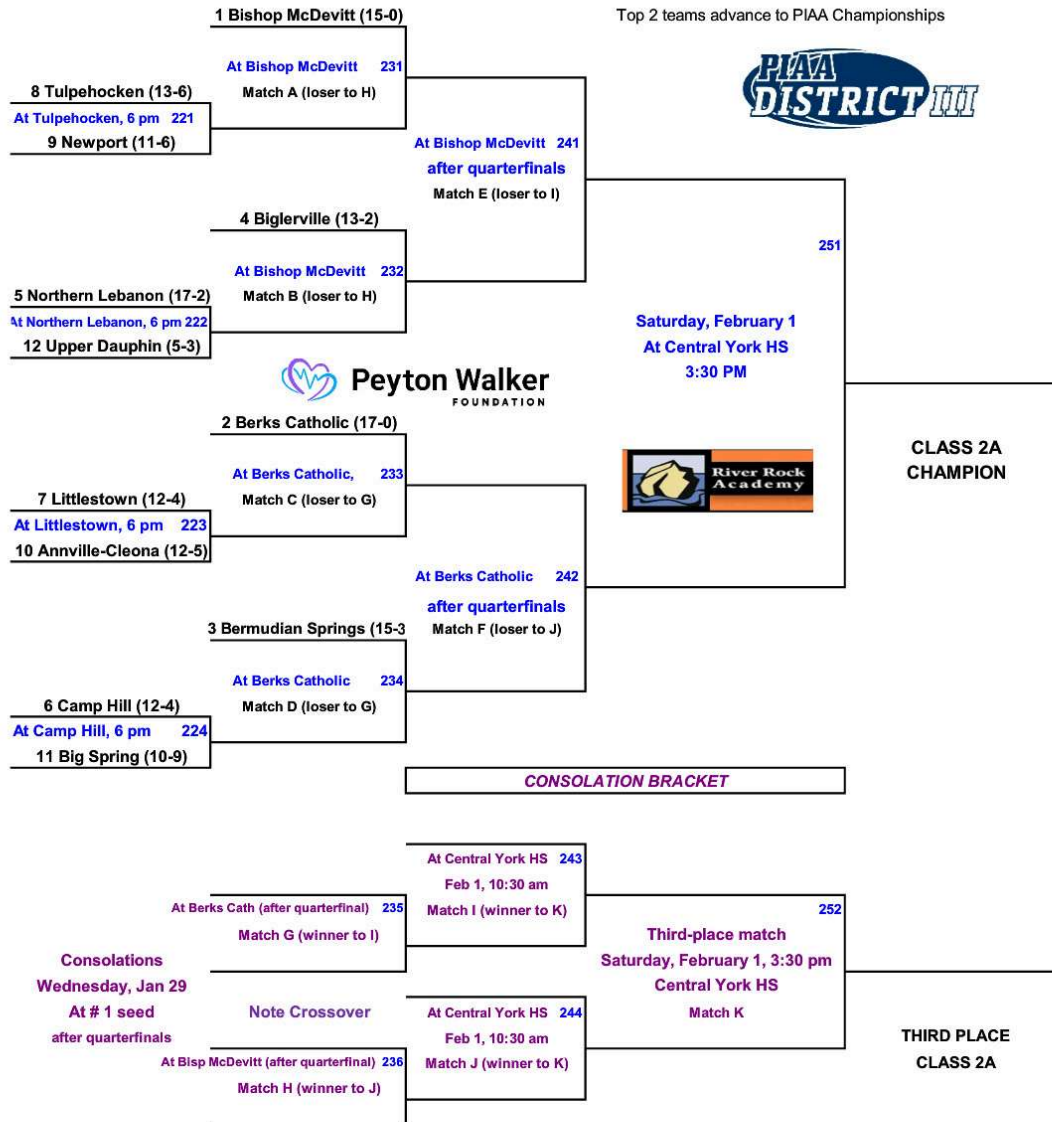 1 Bishop McDevitt (15-0)
Top 2 teams advance to PIAA Championships
PIAA
DISTRICT III
At Bishop McDevitt 231
Match A (loser to H)
8 Tulpehocken (13-6)
At Tulpehocken, 6 pm 221
9 Newport (11-6)
At Bishop McDevitt 241
after quarterfinals
Match E (loser to I)
4 Biglerville (13-2)
At Bishop McDevitt 232
Match B (loser to H)
5 Northern Lebanon (17-2)
At Northern Lebanon, 6 pm 222
12 Upper Dauphin (5-3)
251
Saturday, February 1
At Central York HS
3:30 PM
Peyton Walker
FOUNDATION
2 Berks Catholic (17-0)
At Berks Catholic, 233
Match C (loser to G)
7 Littlestown (12-4)
At Littlestown, 6 pm 223
10 Annville-Cleona (12-5)
River Rock
Academy
CLASS 2A
CHAMPION
At Berks Catholic 242
after quarterfinals
Match F (loser to J)
3 Bermudian Springs (15-3
At Berks Catholic 234
Match D (loser to G)
6 Camp Hill (12-4)
At Camp Hill, 6 pm 224
11 Big Spring (10-9)
CONSOLATION BRACKET
At Central York HS 243
Feb 1, 10:30 am
Match I (winner to K)
At Berks Cath (after quarterfinal) 235
Match G (winner to I)
252
Third-place match
Saturday, February 1, 3:30 pm
Central York HS
Match K
Consolations
Wednesday, Jan 29
At # 1 seed
after quarterfinals
Note Crossover
At Central York HS 244
Feb 1, 10:30 am
Match J (winner to K)
At Bisp McDevitt (after quarterfinal) 236
Match H (winner to J)
THIRD PLACE
CLASS 2A